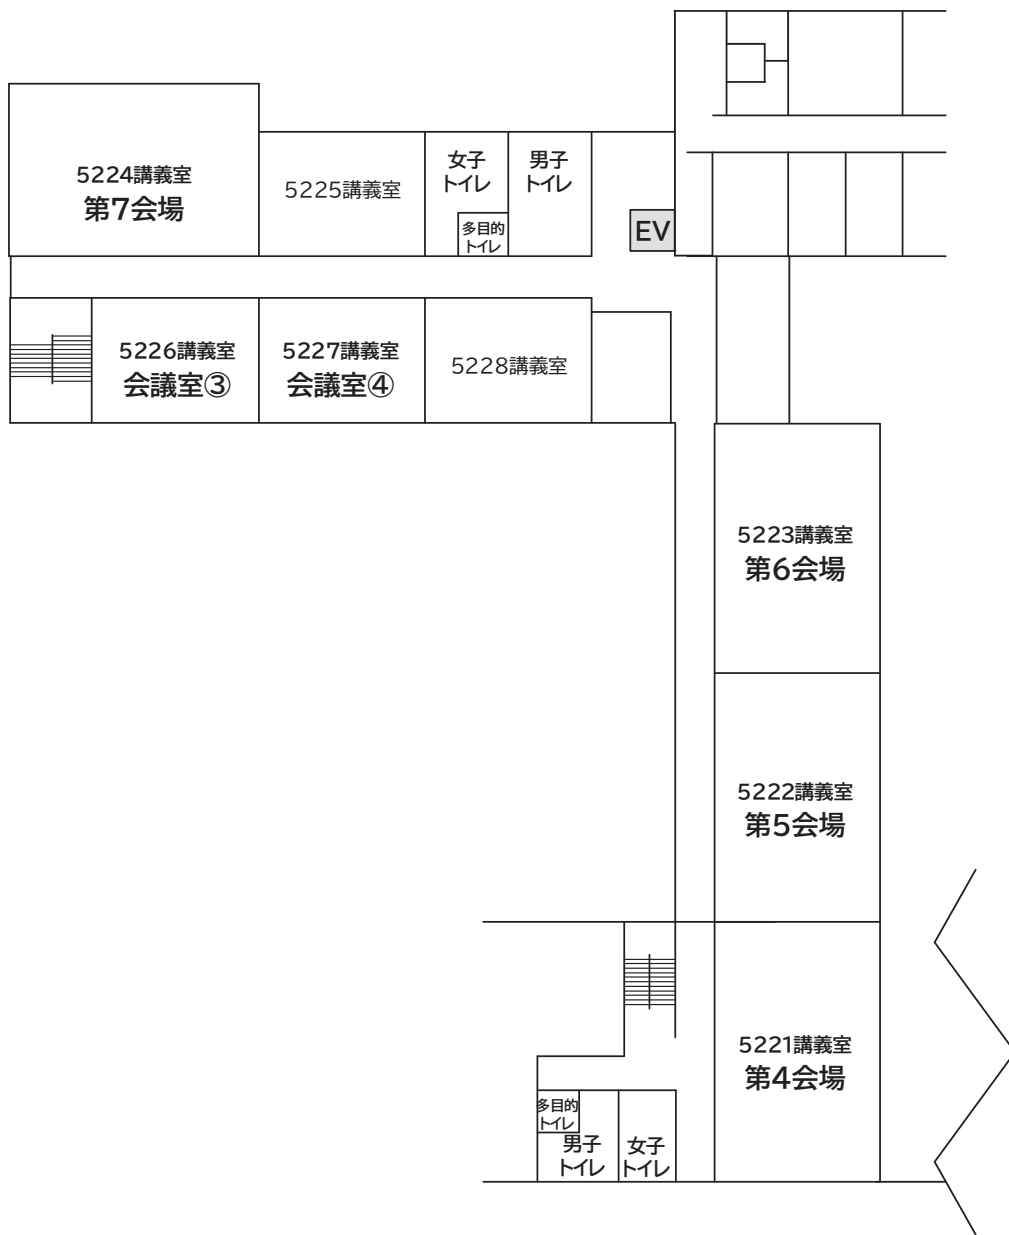 5224講義室
第7会場
5225講義室
女子
トイレ
男子
トイレ
多目的
トイレ
EV
5226講義室
会議室③
5227講義室
会議室④
5228講義室
5223講義室
第6会場
5222講義室
第5会場
5221講義室
第4会場
多目的
トイレ
男子
トイレ
女子
トイレ